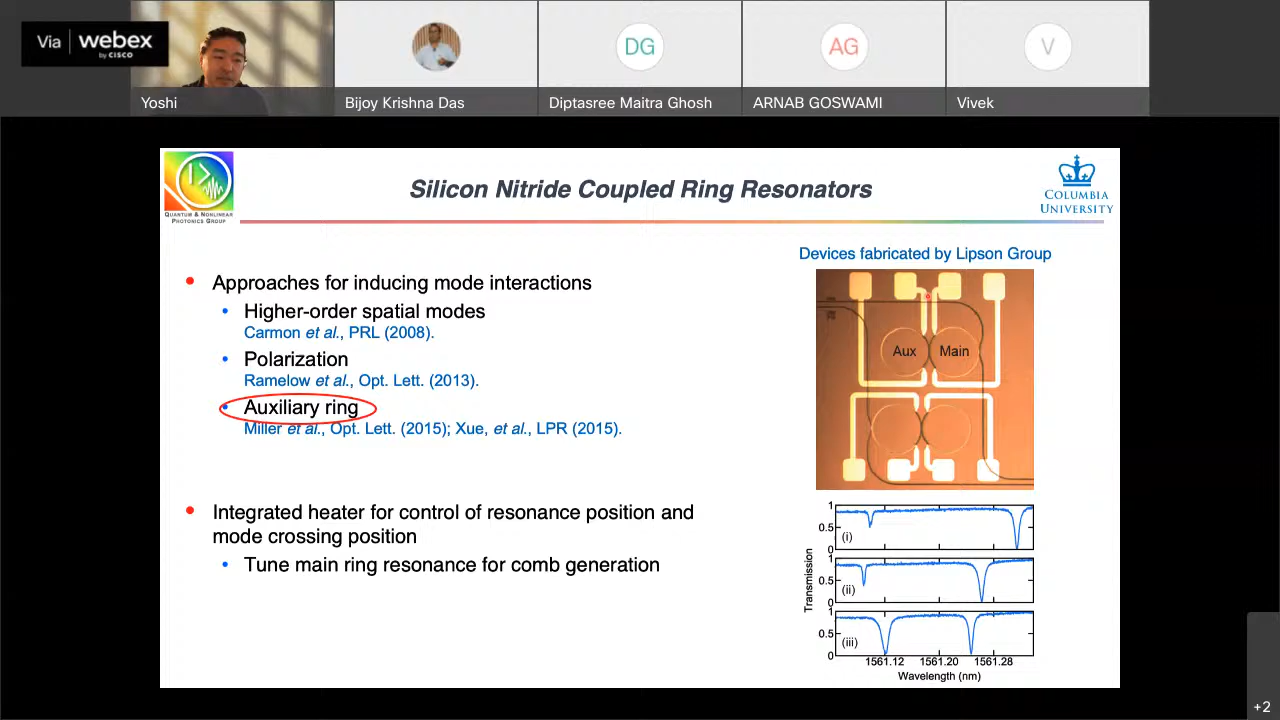 Via webex
by CISCO
DG
AG
V
Yoshi
Bijoy Krishna Das
Diptasree Maitra Ghosh
ARNAB GOSWAMI
Vivek
QUANTUM & NONLINEAR
PHOTONICS GROUP
Silicon Nitride Coupled Ring Resonators
COLUMBIA
UNIVERSITY
Devices fabricated by Lipson Group
• Approaches for inducing mode interactions
• Higher-order spatial modes
Carmon et al., PRL (2008).
• Polarization
Ramelow et al., Opt. Lett. (2013).
• Auxiliary ring
Miller et al., Opt. Lett. (2015); Xue, et al., LPR (2015).
Aux Main
• Integrated heater for control of resonance position and
mode crossing position
• Tune main ring resonance for comb generation
1
0.5
0
(i)
1
0.5
0
(ii)
1
0.5
0
(iii)
Transmission
1561.12 1561.20 1561.28
Wavelength (nm)
+2